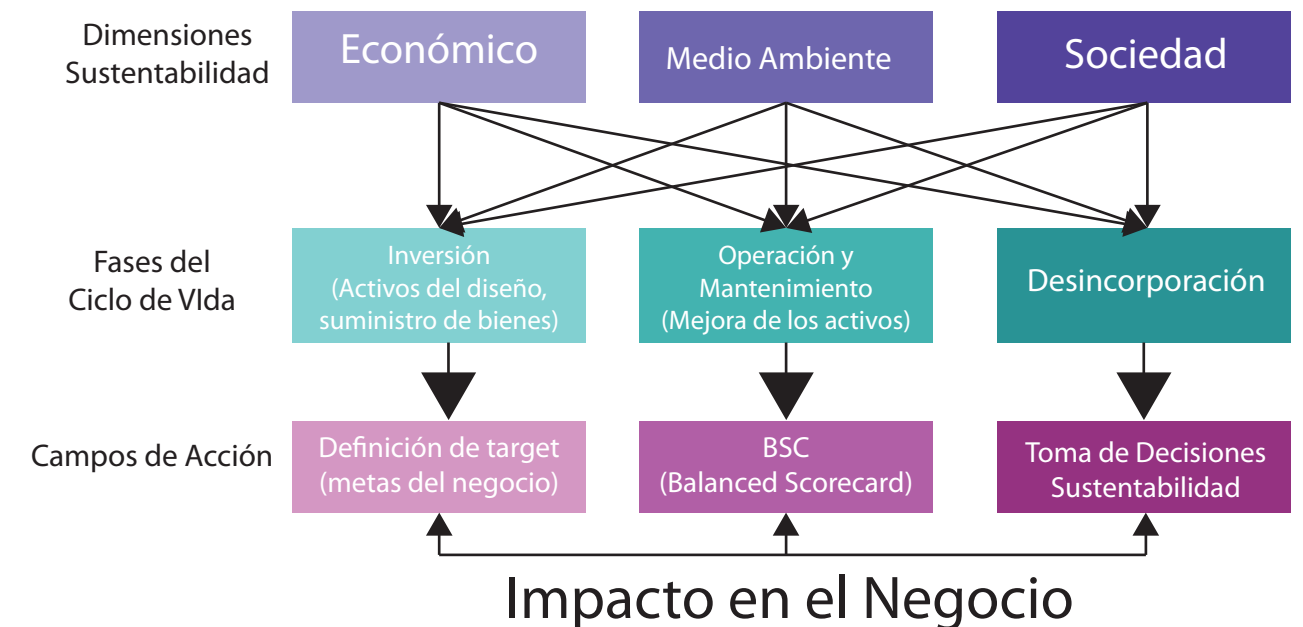 Dimensiones
Sustentabilidad
Económico
Medio Ambiente
Sociedad
Fases del
Ciclo de VIda
Inversión
(Activos del diseño,
suministro de bienes)
Operación y
Mantenimiento
(Mejora de los activos)
Desincorporación
Campos de Acción
Definición de target
(metas del negocio)
BSC
(Balanced Scorecard)
Toma de Decisiones
Sustentabilidad
Impacto en el Negocio